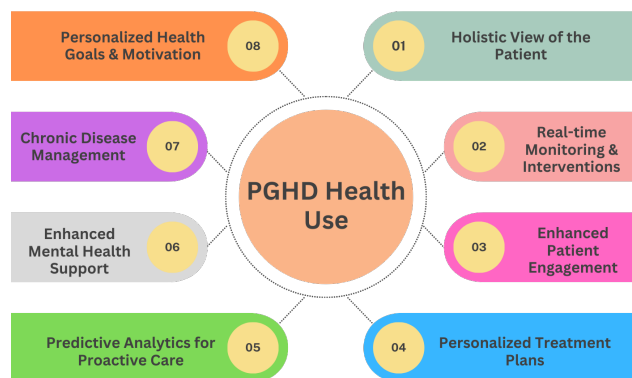 Personalized Health
Goals & Motivation
08
01
Holistic View of the
Patient
Chronic Disease
Management
07
02
Real-time
Monitoring &
Interventions
PGHD Health
Use
Enhanced
Mental Health
Support
06
03
Enhanced
Patient
Engagement
Predictive Analytics for
Proactive Care
05
04
Personalized Treatment
Plans